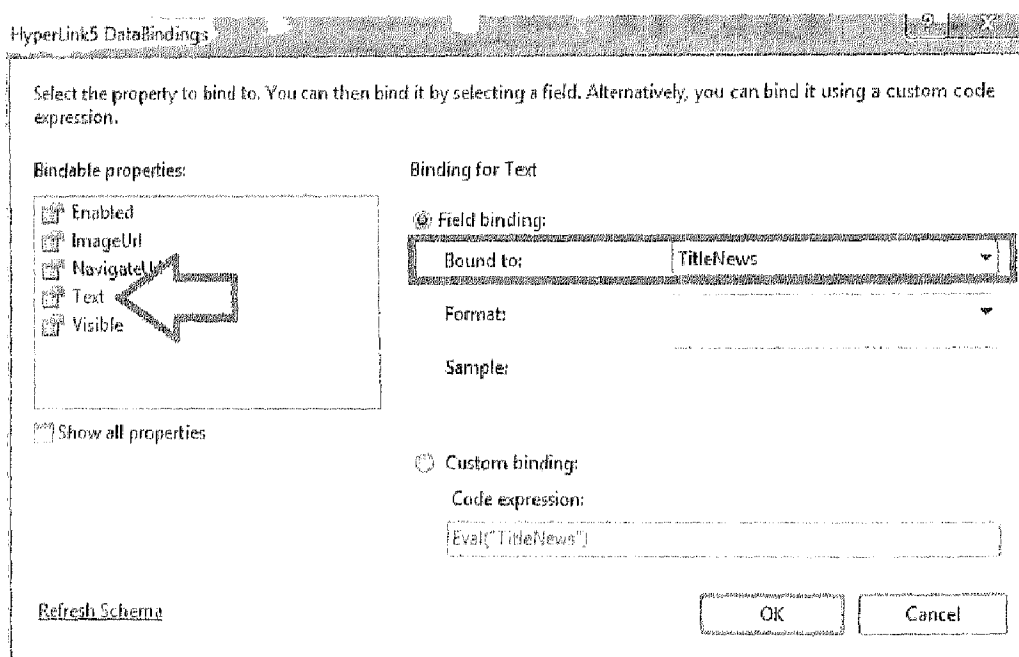 HyperLink5 DataBindings
?
X
Select the property to bind to. You can then bind it by selecting a field. Alternatively, you can bind it using a custom code
expression.
Bindable properties:
Binding for Text
Enabled
ImageUrl
Text
Visible
Field binding:
Bound to:
TitleNews
Format:
Sample:
Show all properties
Custom binding:
Code expression:
Eval("TitleNews")
Refresh Schema
OK
Cancel